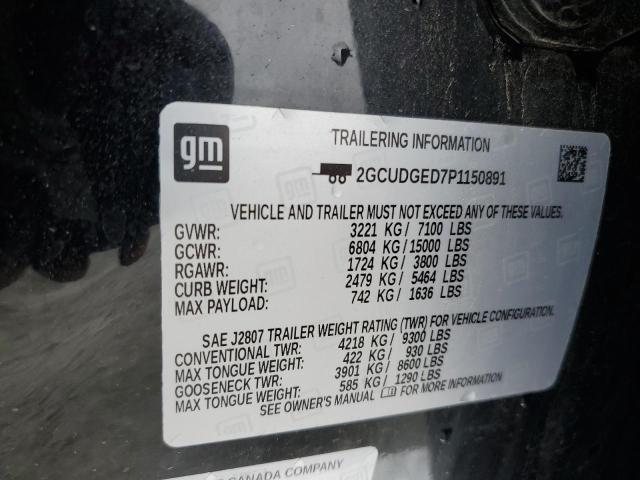 gm
TRAILERING INFORMATION
2GCUDGED7P1150891
VEHICLE AND TRAILER MUST NOT EXCEED ANY OF THESE VALUES.
GVWR: 3221 KG / 7100 LBS
GCWR: 6804 KG / 15000 LBS
RGAWR: 1724 KG / 3800 LBS
CURB WEIGHT: 2479 KG / 5464 LBS
MAX PAYLOAD: 742 KG / 1636 LBS
SAE J2807 TRAILER WEIGHT RATING (TWR) FOR VEHICLE CONFIGURATION.
CONVENTIONAL TWR: 4218 KG / 9300 LBS
MAX TONGUE WEIGHT: 422 KG / 930 LBS
GOOSENECK TWR: 3901 KG / 8600 LBS
MAX TONGUE WEIGHT: 585 KG / 1290 LBS
SEE OWNER'S MANUAL FOR MORE INFORMATION
CANADA COMPANY